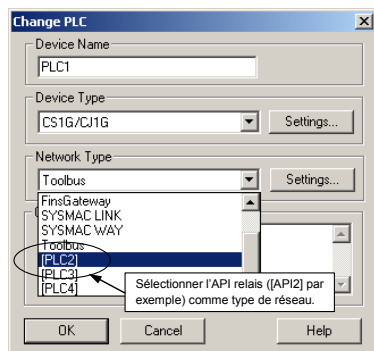 Change PLC
Device Name
PLC1
Device Type
CS1G/CJ1G
Settings...
Network Type
Toolbus
Settings...
FinsGateway
SYSMAC LINK
SYSMAC WAY
Toolbus
[PLC2]
[PLC3]
[PLC4]
Sélectionner l'API relais ([API2] par
exemple) comme type de réseau.
OK
Cancel
Help